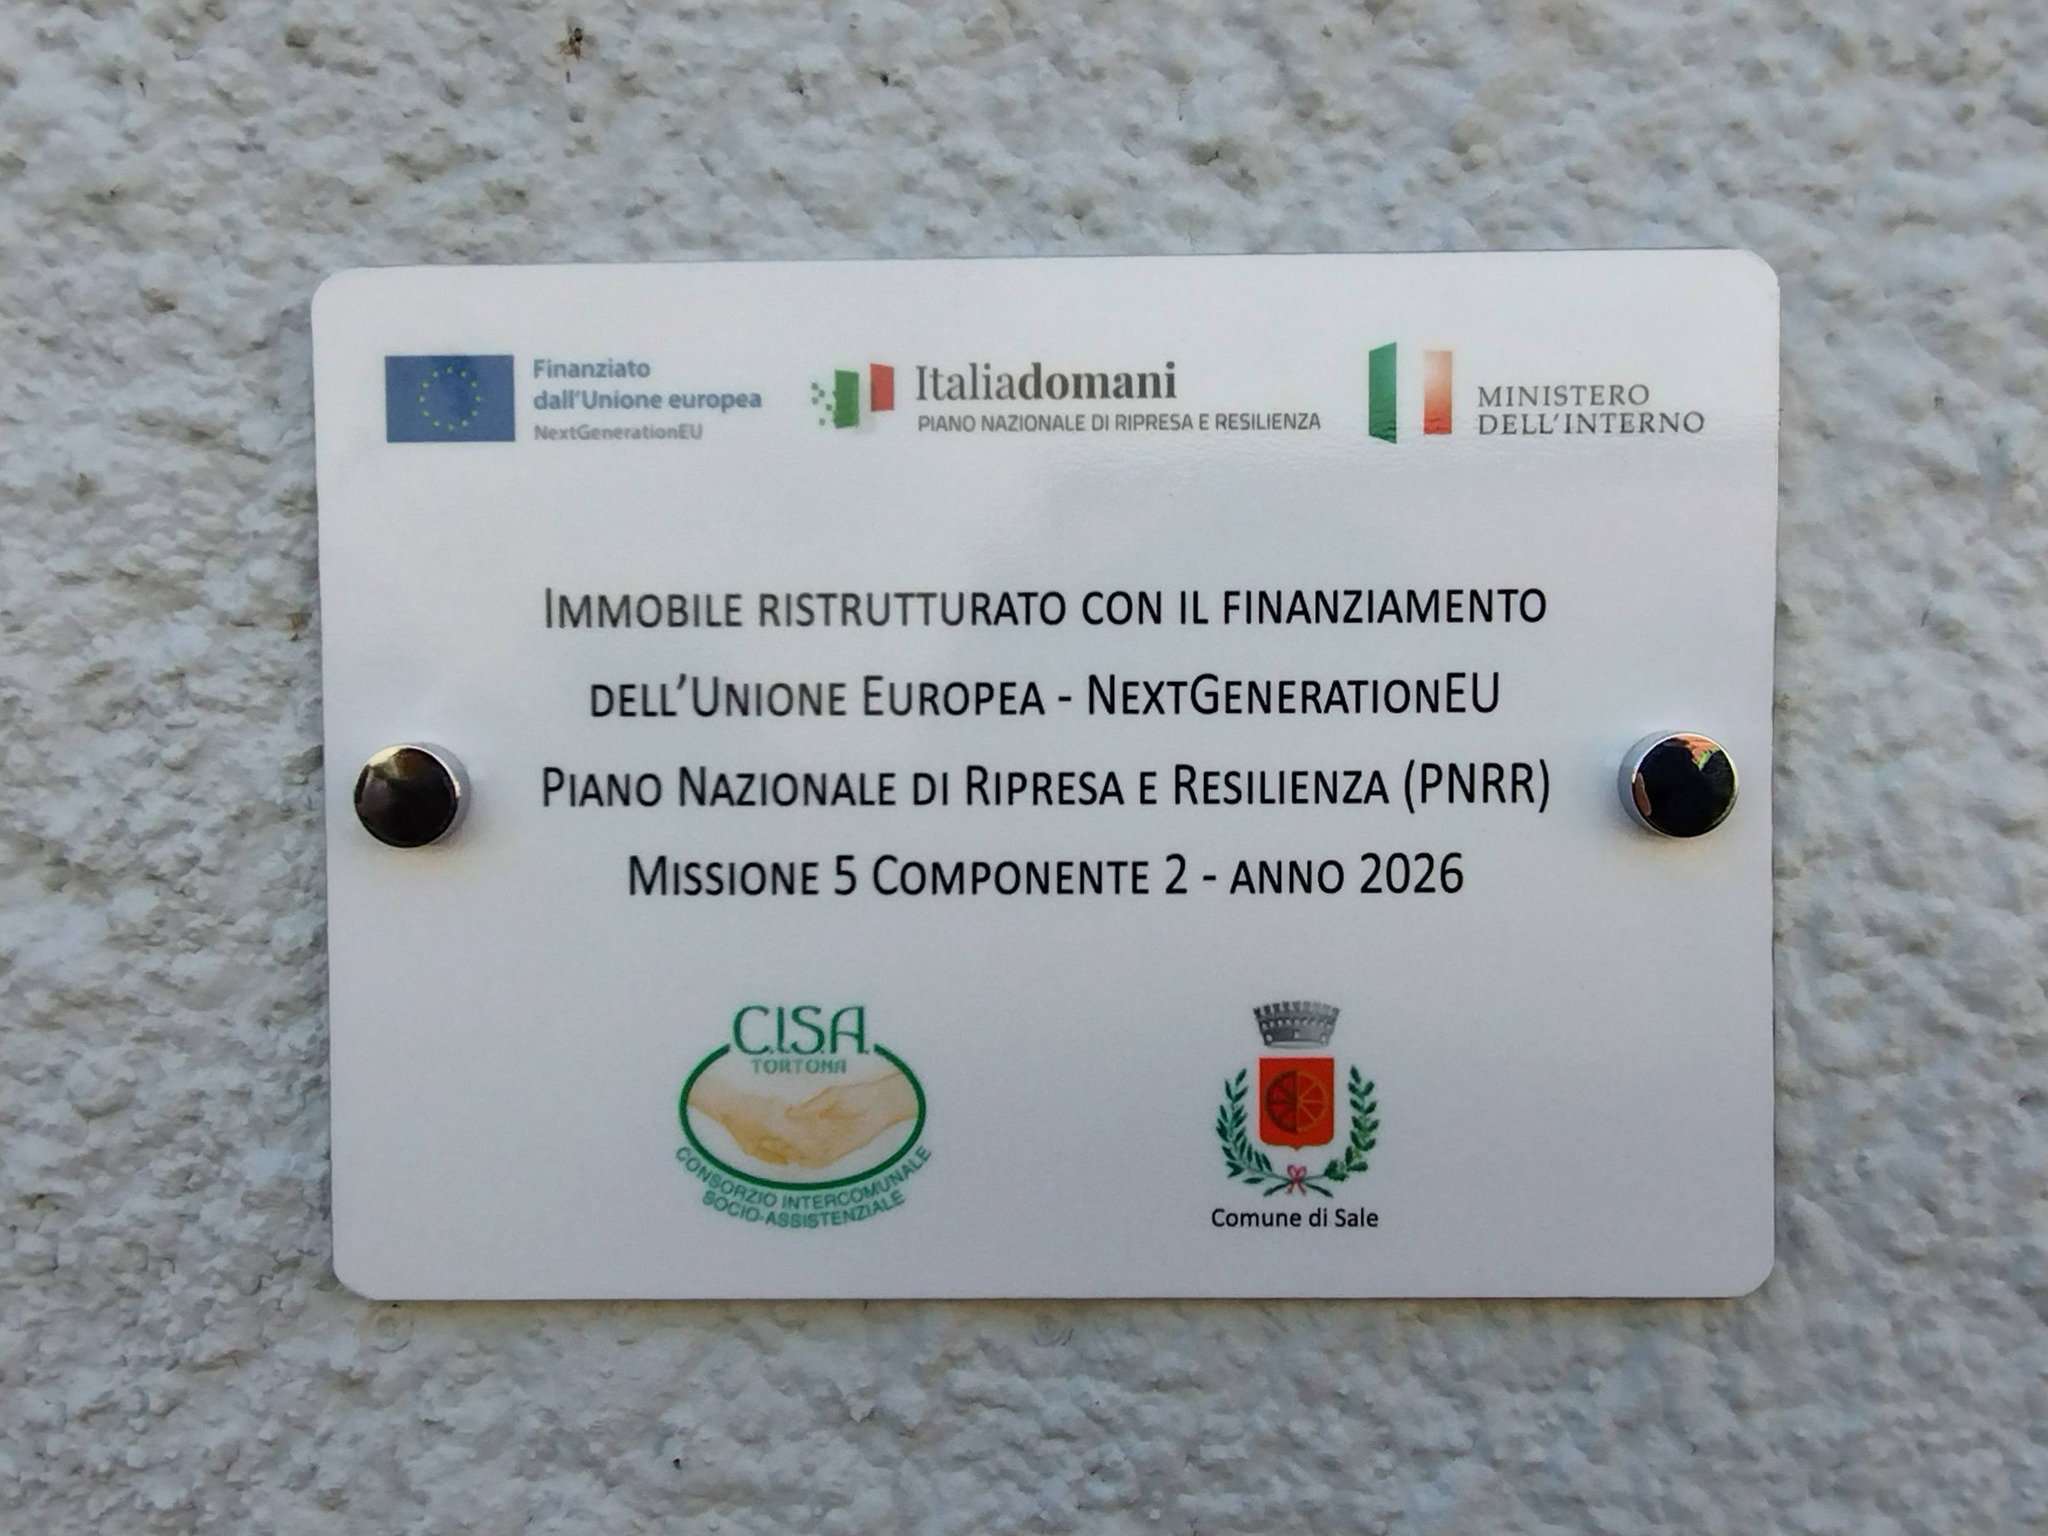 Finanziato
dall'Unione europea
NextGenerationEU
Italiadomani
PIANO NAZIONALE DI RIPRESA E RESILIENZA
MINISTERO
DELL'INTERNO
IMMOBILE RISTRUTTURATO CON IL FINANZIAMENTO
DELL'UNIONE EUROPEA - NEXTGENERATIONEU
PIANO NAZIONALE DI RIPRESA E RESILIENZA (PNRR)
MISSIONE 5 COMPONENTE 2 - ANNO 2026
C.I.S.A.
TORTONA
CONSORZIO INTERCOMUNALE
SOCIO-ASSISTENZIALE
Comune di Sale